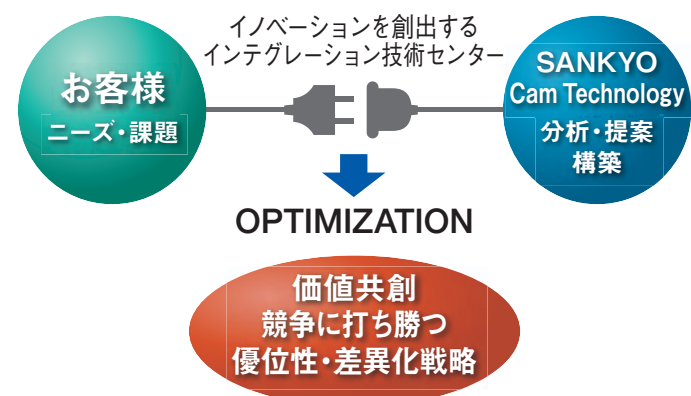 イノベーションを創出する
インテグレーション技術センター
お客様
ニーズ・課題
SANKYO
Cam Technology
分析・提案
構築
OPTIMIZATION
価値共創
競争に打ち勝つ
優位性・差異化戦略